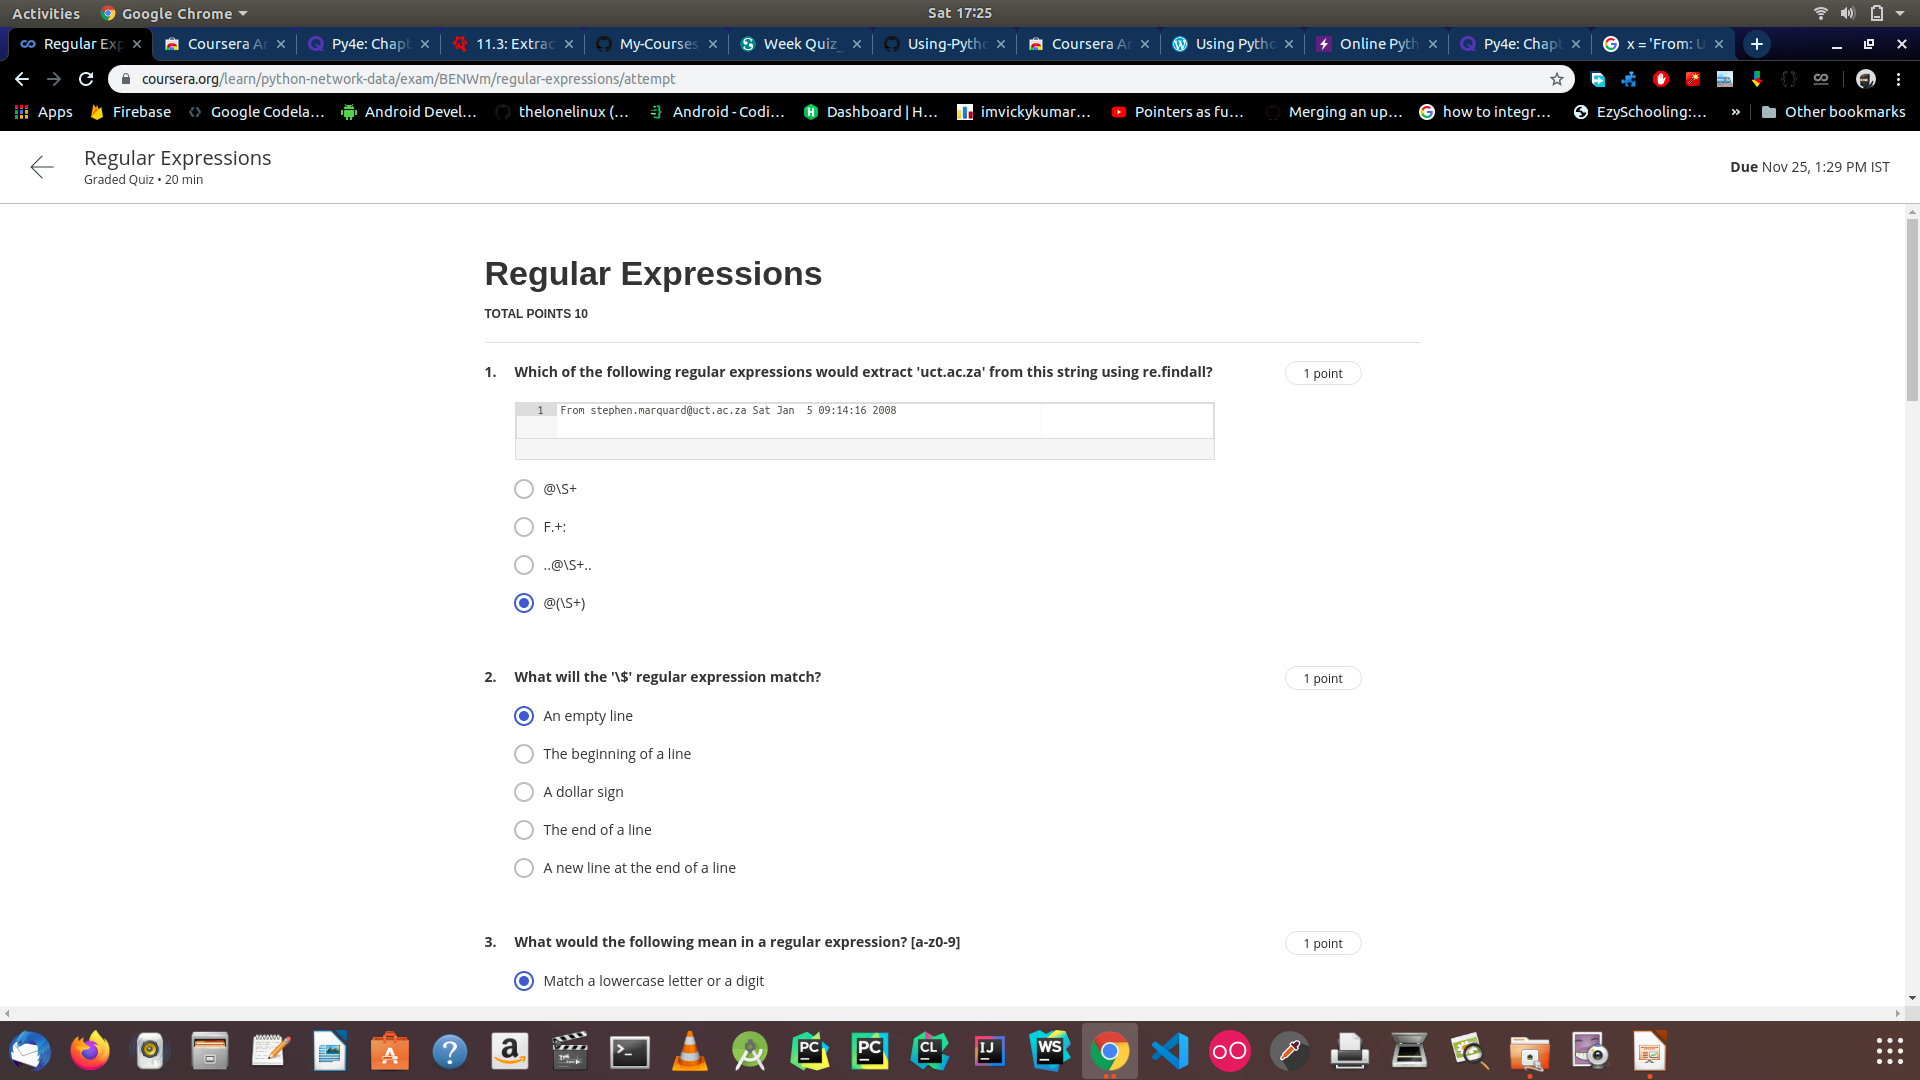 Activities Google Chrome Sat 17:25
Regular Exp Coursera An Py4e: Chapt 11.3: Extrac My-Courses Week Quiz_ Using-Pytho Coursera An Using Pytho Online Pyth Py4e: Chapt x = 'From: U
coursera.org/learn/python-network-data/exam/BENWm/regular-expressions/attempt
Apps Firebase Google Codela... Android Devel... thelonelinux (... Android - Codi... Dashboard | H... imvickykumar... Pointers as fu... Merging an up... how to integr... EzySchooling:... » Other bookmarks
Regular Expressions
Graded Quiz • 20 min
Due Nov 25, 1:29 PM IST
Regular Expressions
TOTAL POINTS 10
1. Which of the following regular expressions would extract 'uct.ac.za' from this string using re.findall? 1 point
1 From stephen.marquard@uct.ac.za Sat Jan  5 09:14:16 2008
@\S+
F.+:
..@\S+..
@(\S+)
2. What will the '\$' regular expression match? 1 point
An empty line
The beginning of a line
A dollar sign
The end of a line
A new line at the end of a line
3. What would the following mean in a regular expression? [a-z0-9] 1 point
Match a lowercase letter or a digit